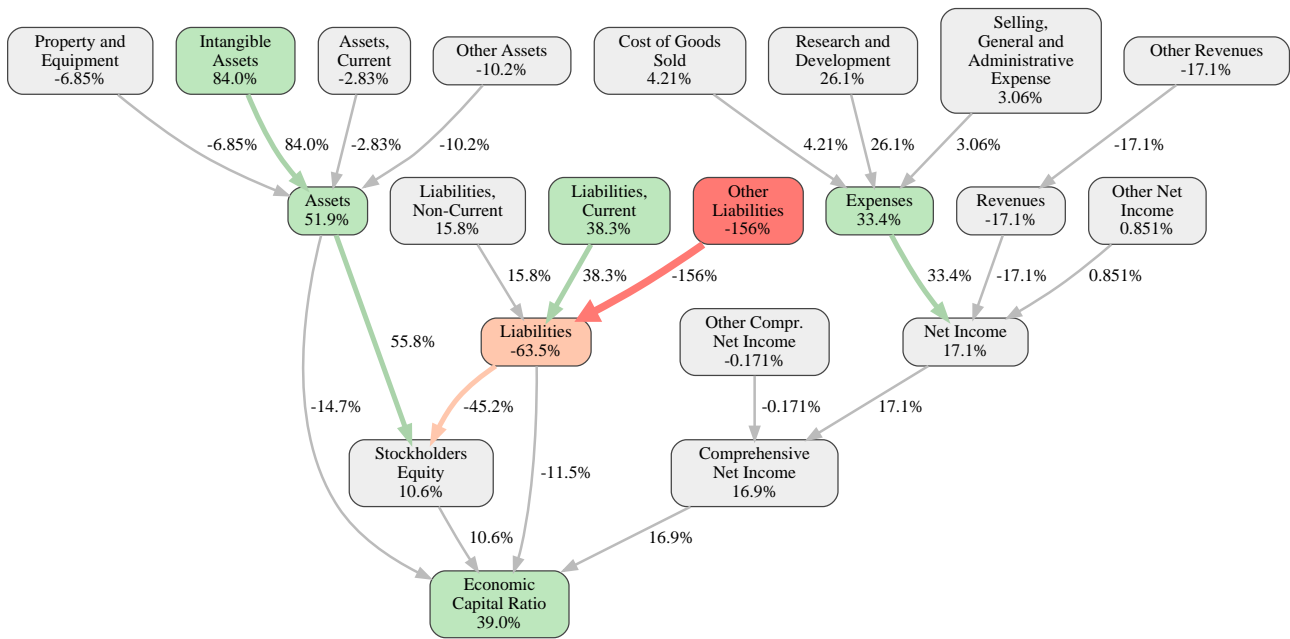 Property and
Equipment
-6.85%
Intangible
Assets
84.0%
Assets,
Current
-2.83%
Other Assets
-10.2%
Cost of Goods
Sold
4.21%
Research and
Development
26.1%
Selling,
General and
Administrative
Expense
3.06%
Other Revenues
-17.1%
-6.85%
84.0%
-2.83%
-10.2%
4.21%
26.1%
3.06%
-17.1%
Assets
51.9%
Liabilities,
Non-Current
15.8%
Liabilities,
Current
38.3%
Other
Liabilities
-156%
Expenses
33.4%
Revenues
-17.1%
Other Net
Income
0.851%
15.8%
38.3%
-156%
33.4%
-17.1%
0.851%
55.8%
Liabilities
-63.5%
Other Compr.
Net Income
-0.171%
Net Income
17.1%
-14.7%
-45.2%
-0.171%
17.1%
Stockholders
Equity
10.6%
-11.5%
Comprehensive
Net Income
16.9%
10.6%
16.9%
Economic
Capital Ratio
39.0%